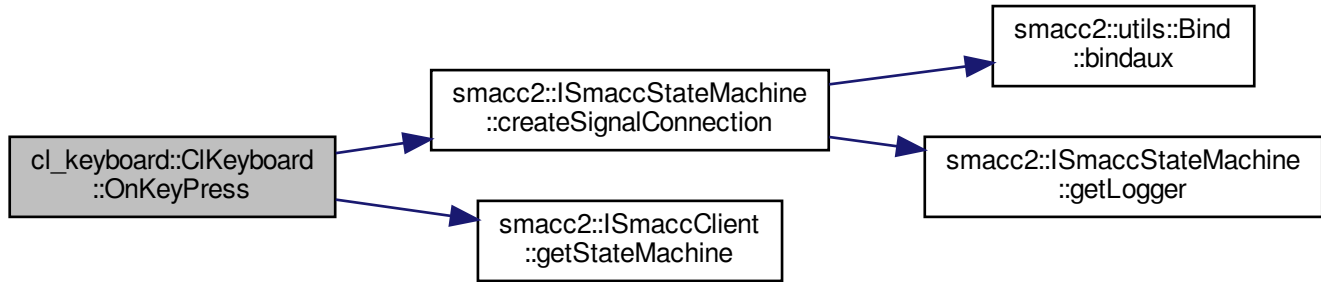 cl_keyboard::ClKeyboard
::OnKeyPress
smacc2::ISmaccStateMachine
::createSignalConnection
smacc2::utils::Bind
::bindaux
smacc2::ISmaccStateMachine
::getLogger
smacc2::ISmaccClient
::getStateMachine